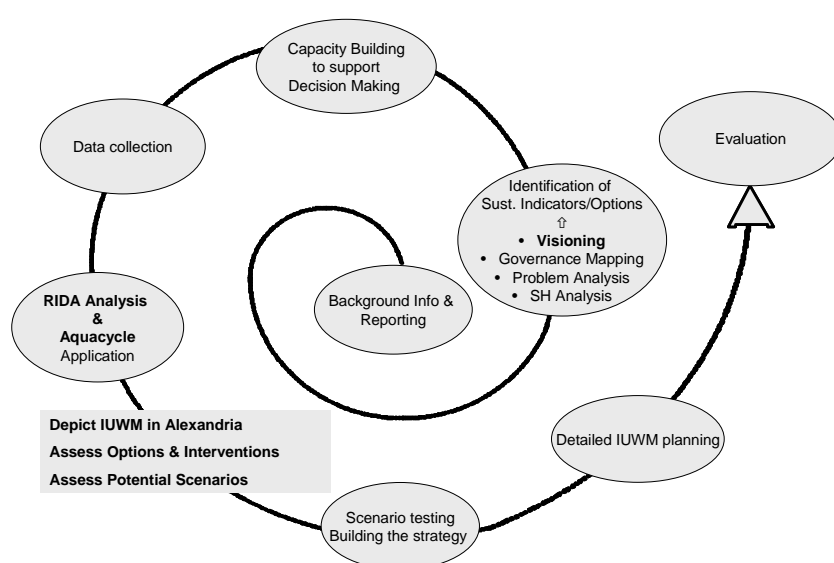 Capacity Building
to support
Decision Making
Data collection
Evaluation
Identification of
Sust. Indicators/Options
⇧
• Visioning
• Governance Mapping
• Problem Analysis
• SH Analysis
Background Info &
Reporting
RIDA Analysis
&
Aquacycle
Application
Depict IUWM in Alexandria
Assess Options & Interventions
Assess Potential Scenarios
Detailed IUWM planning
Scenario testing
Building the strategy